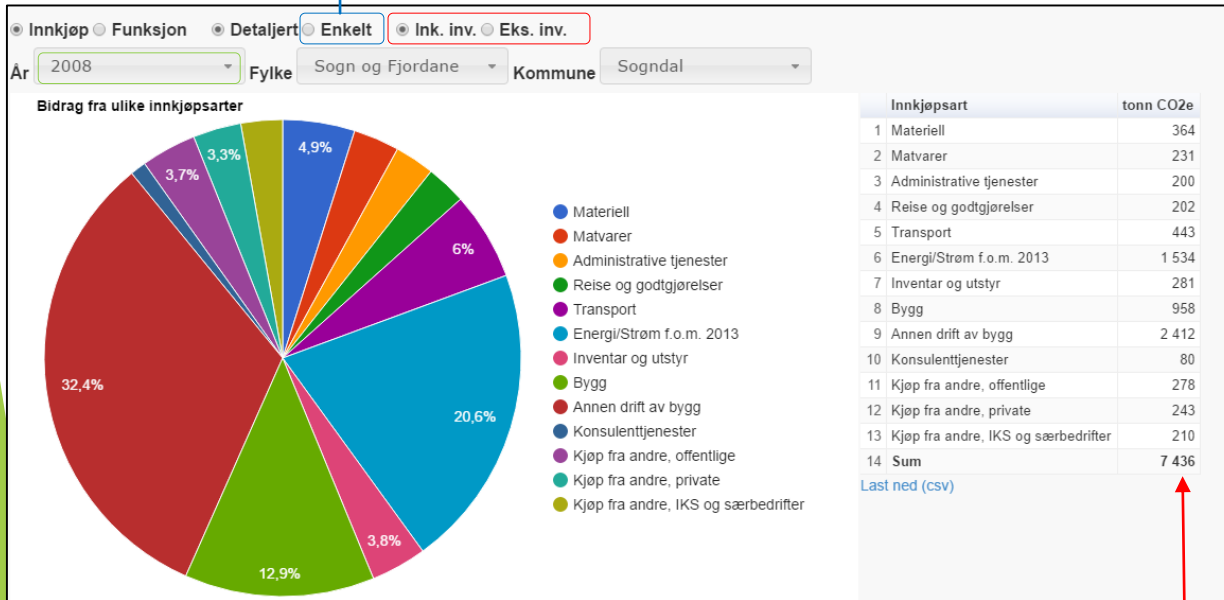 Innkjøp Funksjon Detaljert Enkelt Ink. inv. Eks. inv.
År 2008 Fylke Sogn og Fjordane Kommune Sogndal
Bidrag fra ulike innkjøpsarter
4,9%
6%
20,6%
3,8%
12,9%
32,4%
3,7%
3,3%
Materiell
Matvarer
Administrative tjenester
Reise og godtgjørelser
Transport
Energi/Strøm f.o.m. 2013
Inventar og utstyr
Bygg
Annen drift av bygg
Konsulenttjenester
Kjøp fra andre, offentlige
Kjøp fra andre, private
Kjøp fra andre, IKS og særbedrifter
Innkjøpsart tonn CO2e
1 Materiell 364
2 Matvarer 231
3 Administrative tjenester 200
4 Reise og godtgjørelser 202
5 Transport 443
6 Energi/Strøm f.o.m. 2013 1 534
7 Inventar og utstyr 281
8 Bygg 958
9 Annen drift av bygg 2 412
10 Konsulenttjenester 80
11 Kjøp fra andre, offentlige 278
12 Kjøp fra andre, private 243
13 Kjøp fra andre, IKS og særbedrifter 210
14 Sum 7 436
Last ned (csv)